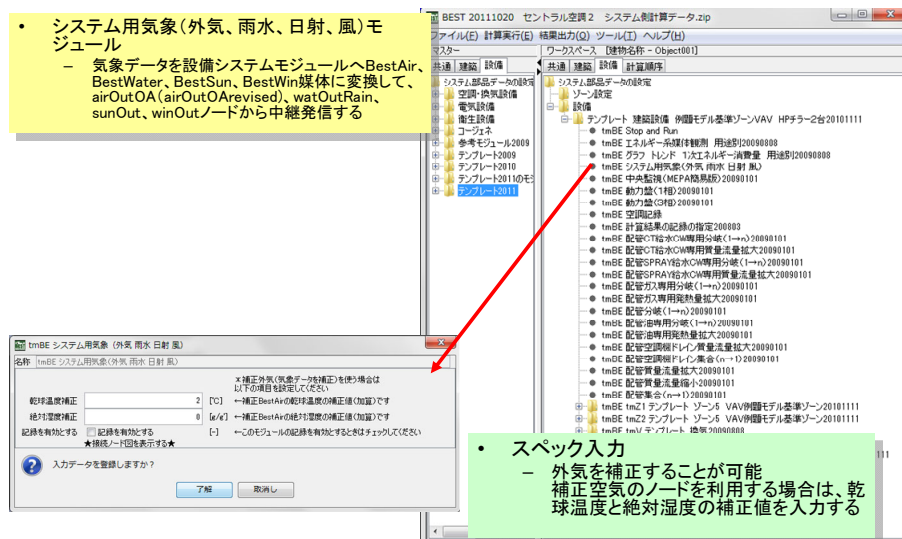 • システム用気象(外気、雨水、日射、風)モ
ジュール
– 気象データを設備システムモジュールへBestAir、
BestWater、BestSun、BestWin媒体に変換して、
airOutOA(airOutOArevised)、watOutRain、
sunOut、winOutノードから中継発信する
BEST 20111020 セントラル空調2 システム側計算データ.zip
ファイル(F) 計算実行(E) 結果出力(O) ツール(T) ヘルプ(H)
マスター
共通 建築 設備
システム部品データの設定
空調・換気設備
電気設備
衛生設備
コージェネ
参考モジュール2009
テンプレート2009
テンプレート2010
テンプレート2011のモジ
テンプレート2011
ワークスペース [建物名称 - Object001]
共通 建築 設備 計算順序
システム部品データの設定
ゾーン設定
設備
テンプレート 建築設備 例題モデル基準ゾーンVAV HPチラー2台20101111
tmBE Stop and Run
tmBE エネルギー系媒体観測 用途別20090808
tmBE グラフ トレンド 1次エネルギー消費量 用途別20090808
tmBE システム用気象(外気 雨水 日射 風)
tmBE 中央監視(MEPA簡易版)20090101
tmBE 動力盤(1相)20090101
tmBE 動力盤(3相)20090101
tmBE 空調記録
tmBE 計算結果の記録の指定200803
tmBE 配管CT給水CW専用分岐(1→n)20090101
tmBE 配管CT給水CW専用質量流量拡大20090101
tmBE 配管SPRAY給水CW専用分岐(1→n)20090101
tmBE 配管SPRAY給水CW専用質量流量拡大20090101
tmBE 配管ガス専用分岐(1→n)20090101
tmBE 配管ガス専用発熱量拡大20090101
tmBE 配管分岐(1→n)20090101
tmBE 配管油専用分岐(1→n)20090101
tmBE 配管油専用発熱量拡大20090101
tmBE 配管空調機ドレイン質量流量拡大20090101
tmBE 配管空調機ドレイン集合(n→1)20090101
tmBE 配管質量流量拡大20090101
tmBE 配管質量流量縮小20090101
tmBE 配管集合(n→1)20090101
tmBE tmZ1 テンプレート ゾーン5 VAV例題モデル基準ゾーン20101111
tmBE tmZ2 テンプレート ゾーン5 VAV例題モデル基準ゾーン20101111
tmBE tmV テンプレート 換気20090808
111
tmBE システム用気象 (外気 雨水 日射 風)
名称 tmBE システム用気象(外気 雨水 日射 風)
※補正外気(気象データを補正)を使う場合は
以下の項目を設定してください
乾球温度補正 2 [℃] ←補正BestAirの乾球温度の補正値(加算)です
絶対湿度補正 0 [g/g'] ←補正BestAirの絶対湿度の補正値(加算)です
記録を有効とする 記録を有効とする [-] ←このモジュールの記録を有効とするときはチェックしてください
★接続ノード図を表示する★
入力データを登録しますか?
了解 取消し
• スペック入力
– 外気を補正することが可能
補正空気のノードを利用する場合は、乾
球温度と絶対湿度の補正値を入力する